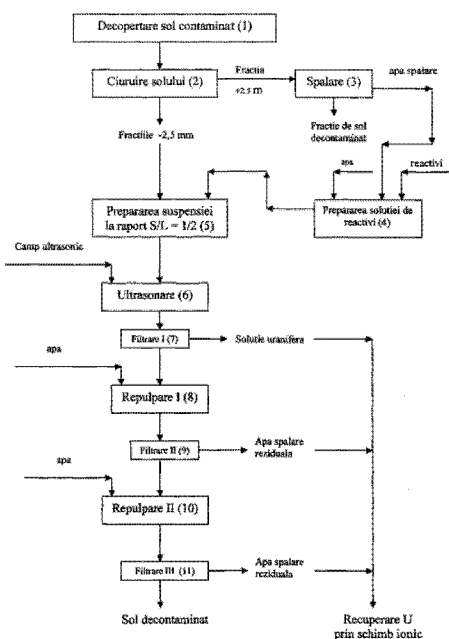 Decopertare sol contaminat (1)
Ciuruire solului (2)
Fractia
+2,5 m
Spalare (3)
apa spalare
Fractie de sol
decontaminat
Fractiile -2,5 mm
apa
reactivi
Prepararea suspensiei
la raport S/L = 1/2 (5)
Prepararea solutiei de
reactivi (4)
Camp ultrasonic
Ultrasonare (6)
Filtrare I (7)
Solutie uranifera
apa
Repulpare I (8)
Filtrare II (9)
Apa spalare
reziduala
apa
Repulpare II (10)
Filtrare III (11)
Apa spalare
reziduala
Sol decontaminat
Recuperare U
prin schimb ionic